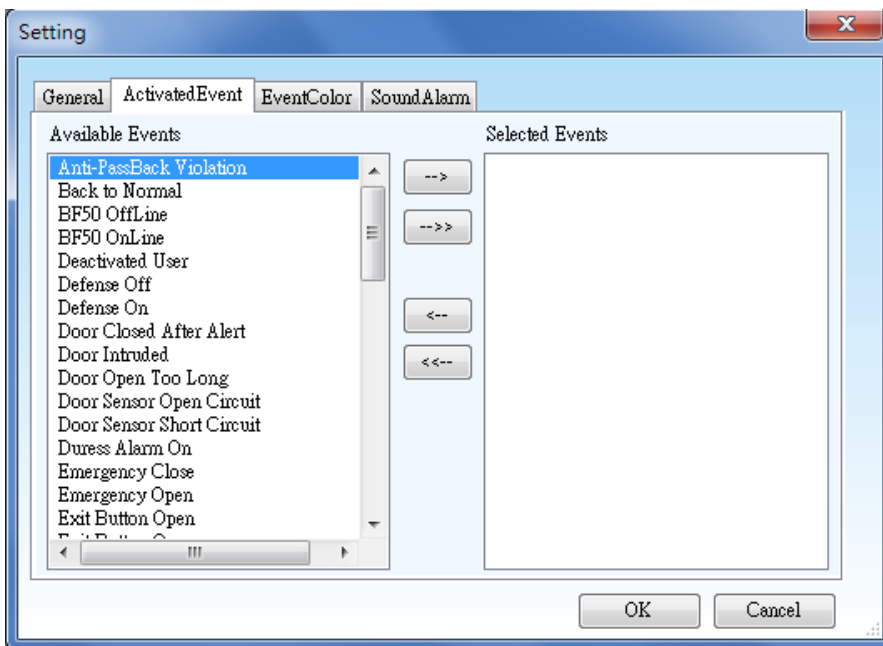 Setting
General ActivatedEvent EventColor SoundAlarm
Available Events
Selected Events
Anti-PassBack Violation
-->
Back to Normal
BF50 OffLine
-->>
BF50 OnLine
Deactivated User
Defense Off
Defense On
<--
Door Closed After Alert
Door Intruded
<<--
Door Open Too Long
Door Sensor Open Circuit
Door Sensor Short Circuit
Duress Alarm On
Emergency Close
Emergency Open
Exit Button Open
OK Cancel